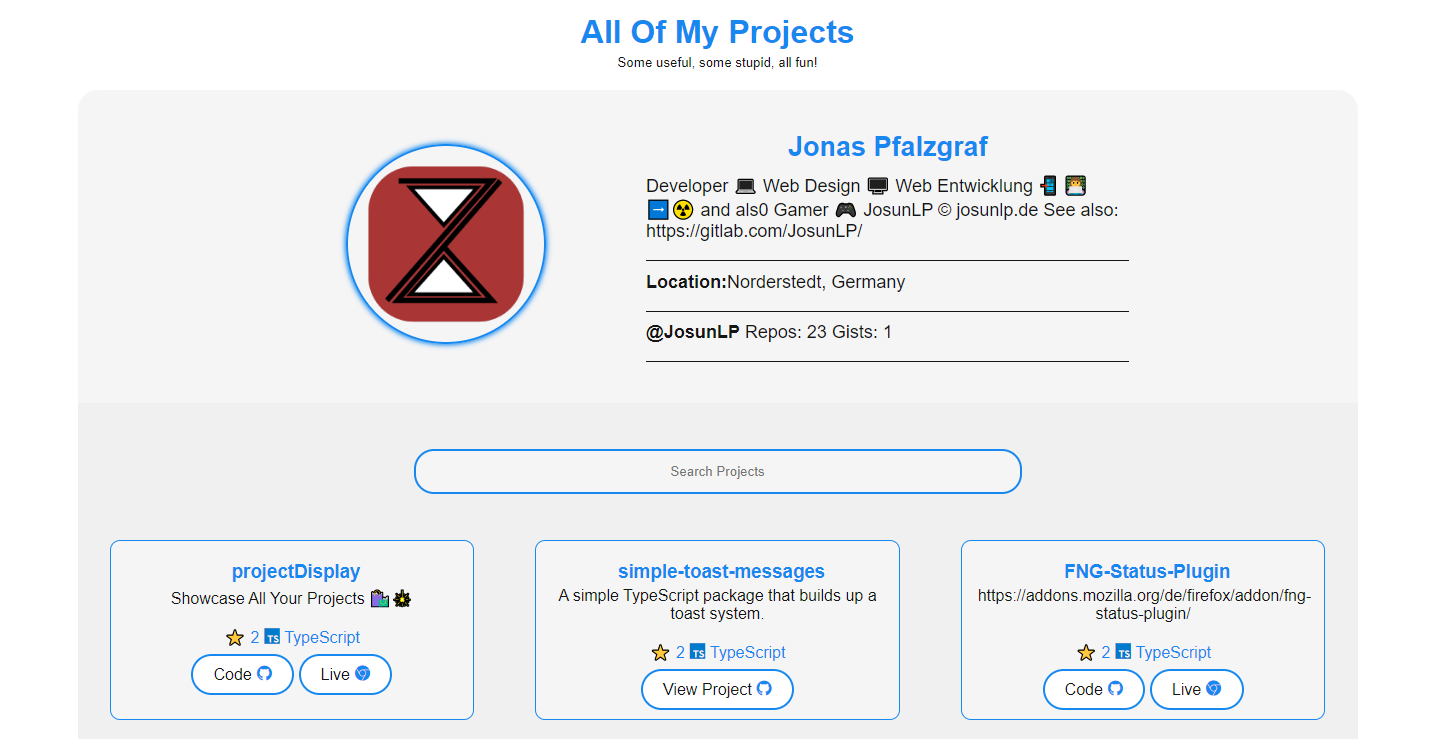 All Of My Projects
Some useful, some stupid, all fun!
Jonas Pfalzgraf
Developer 💻 Web Design 🖥️ Web Entwicklung 📲 👨‍💻
➡️☢️ and als0 Gamer 🎮 JosunLP © josunlp.de See also:
https://gitlab.com/JosunLP/
Location:Norderstedt, Germany
@JosunLP Repos: 23 Gists: 1
Search Projects
projectDisplay
Showcase All Your Projects 🛍️⚙️
⭐ 2 TS TypeScript
Code
Live
simple-toast-messages
A simple TypeScript package that builds up a
toast system.
⭐ 2 TS TypeScript
View Project
FNG-Status-Plugin
https://addons.mozilla.org/de/firefox/addon/fng-
status-plugin/
⭐ 2 TS TypeScript
Code
Live